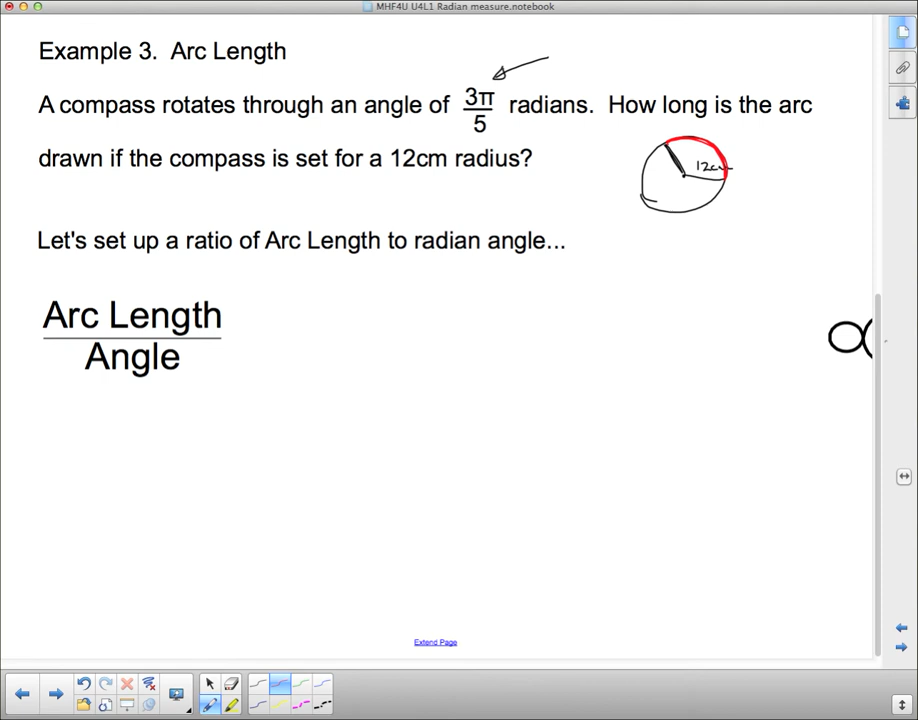 MHF4U U4L1 Radian measure.notebook
Example 3. Arc Length
A compass rotates through an angle of 3π/5 radians. How long is the arc
drawn if the compass is set for a 12cm radius?
12cm
Let's set up a ratio of Arc Length to radian angle...
Arc Length
Angle
Extend Page